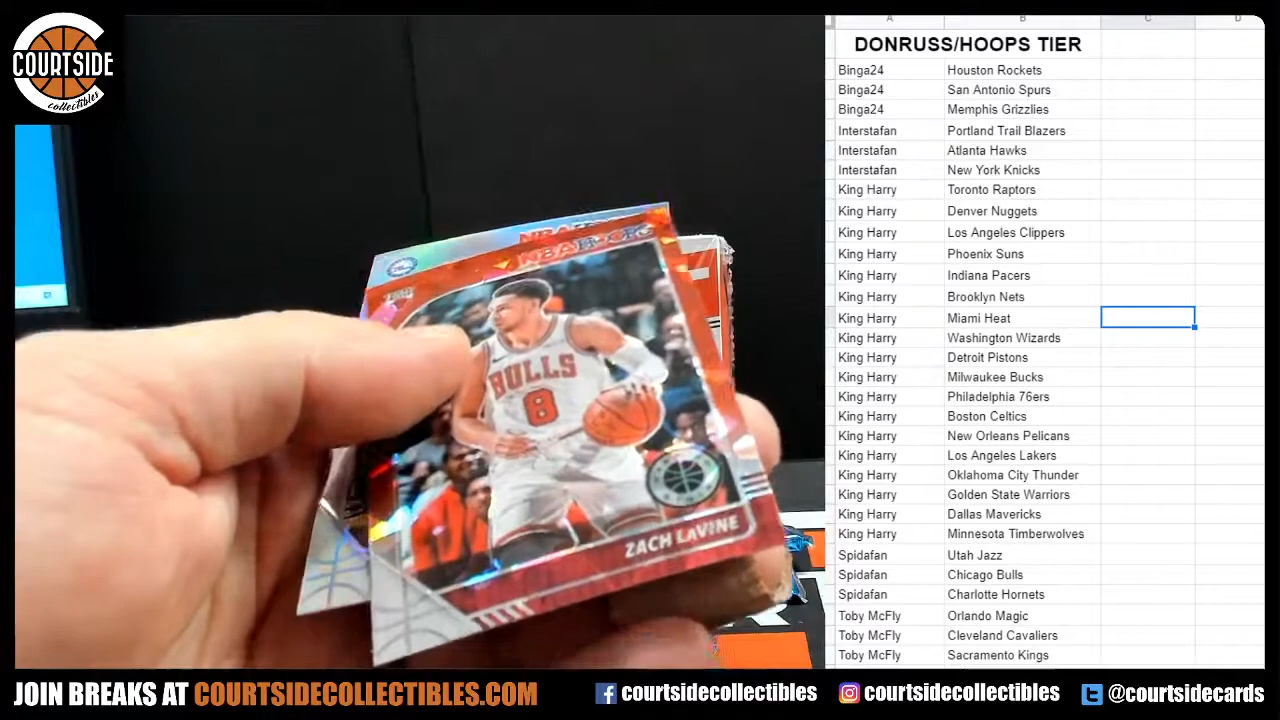 COURTSIDE
collectibles
NBA HOOPS
BULLS
8
ZACH LaVINE
A B C D
DONRUSS/HOOPS TIER
Binga24 Houston Rockets
Binga24 San Antonio Spurs
Binga24 Memphis Grizzlies
Interstafan Portland Trail Blazers
Interstafan Atlanta Hawks
Interstafan New York Knicks
King Harry Toronto Raptors
King Harry Denver Nuggets
King Harry Los Angeles Clippers
King Harry Phoenix Suns
King Harry Indiana Pacers
King Harry Brooklyn Nets
King Harry Miami Heat
King Harry Washington Wizards
King Harry Detroit Pistons
King Harry Milwaukee Bucks
King Harry Philadelphia 76ers
King Harry Boston Celtics
King Harry New Orleans Pelicans
King Harry Los Angeles Lakers
King Harry Oklahoma City Thunder
King Harry Golden State Warriors
King Harry Dallas Mavericks
King Harry Minnesota Timberwolves
Spidafan Utah Jazz
Spidafan Chicago Bulls
Spidafan Charlotte Hornets
Toby McFly Orlando Magic
Toby McFly Cleveland Cavaliers
Toby McFly Sacramento Kings
JOIN BREAKS AT COURTSIDECOLLECTIBLES.COM
courtsidecollectibles
courtsidecollectibles
@courtsidecards